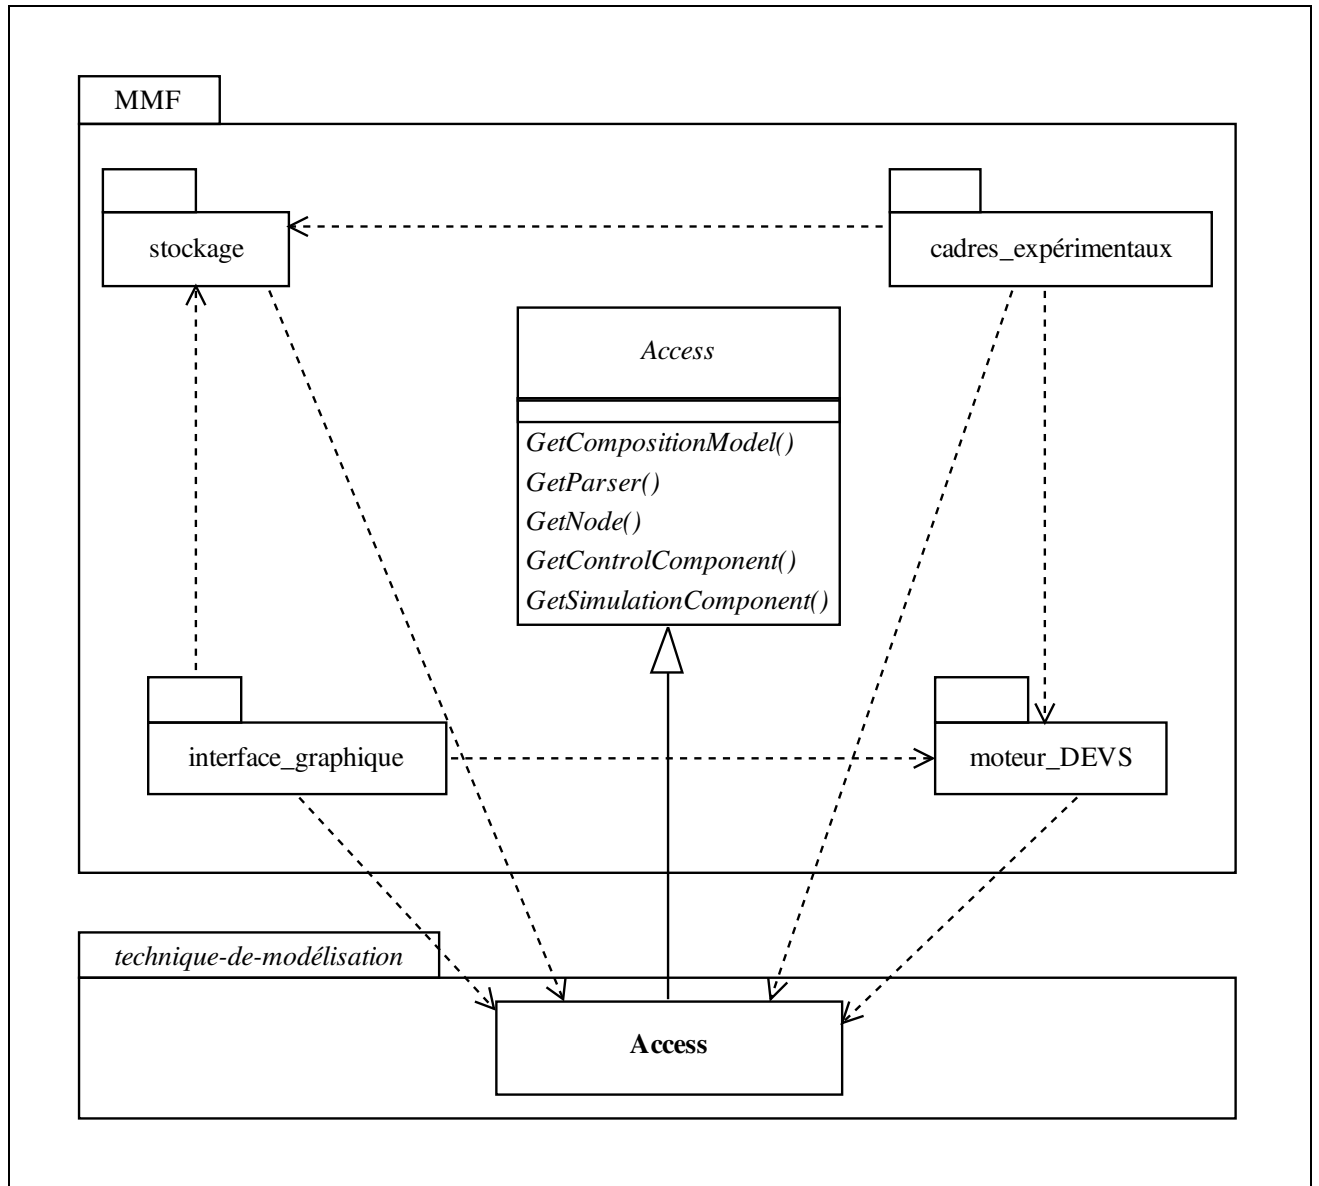 MMF
stockage
cadres_expérimentaux
Access
GetCompositionModel()
GetParser()
GetNode()
GetControlComponent()
GetSimulationComponent()
interface_graphique
moteur_DEVS
technique-de-modélisation
Access